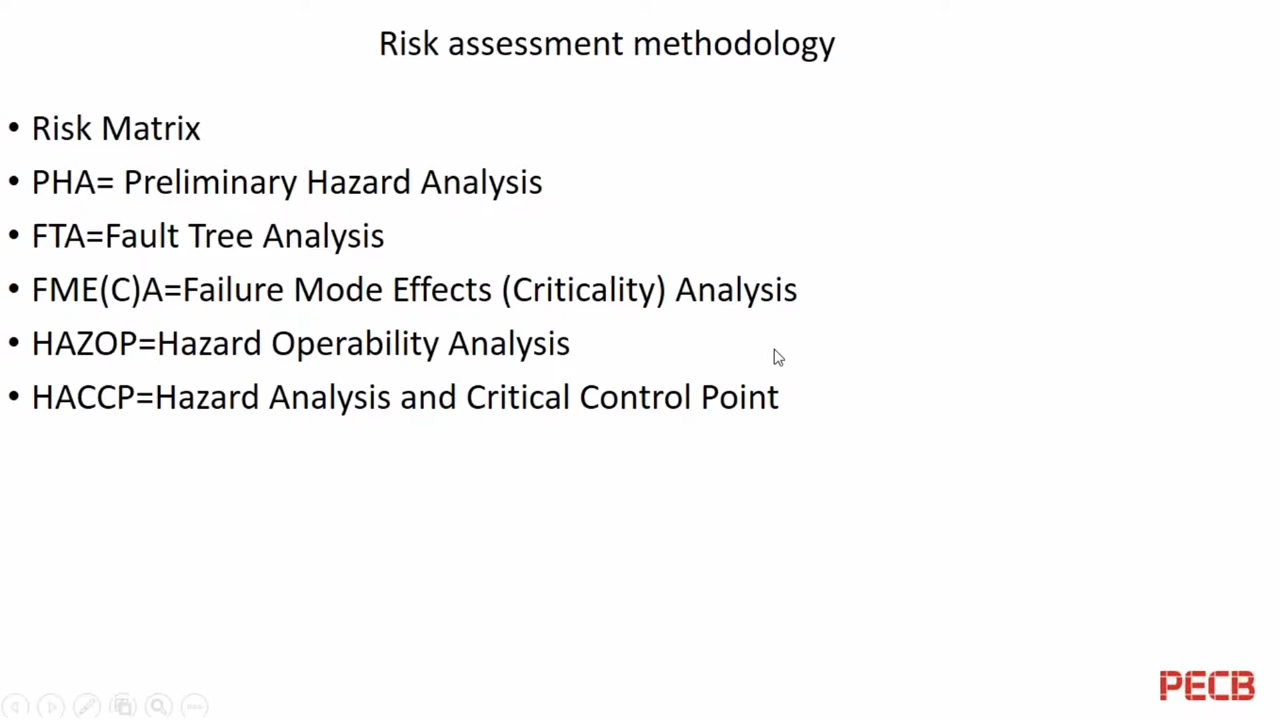 Risk assessment methodology
• Risk Matrix
• PHA= Preliminary Hazard Analysis
• FTA=Fault Tree Analysis
• FME(C)A=Failure Mode Effects (Criticality) Analysis
• HAZOP=Hazard Operability Analysis
• HACCP=Hazard Analysis and Critical Control Point
PECB